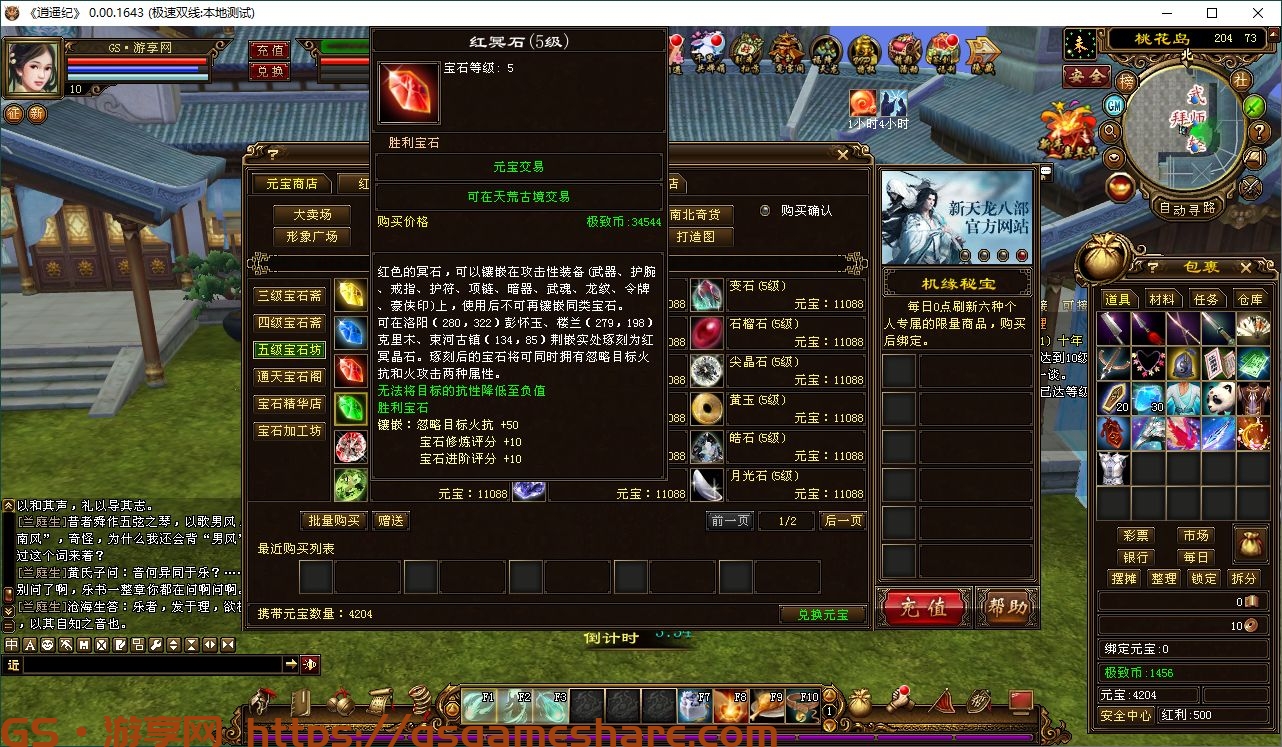 《逍遥纪》 0.00.1643 (极速双线:本地测试)
GS·游享网
10
充值
兑换
征
新
红冥石(5级)
宝石等级: 5
胜利宝石
元宝交易
可在天荒古境交易
购买价格
极致币:34544
红色的冥石，可以镶嵌在攻击性装备(武器、护腕
、戒指、护符、项链、暗器、武魂、龙纹、令牌
、豪侠印)上，使用后不可再镶嵌同类宝石。
可在洛阳(280,322)彭怀玉、楼兰(279,198)
克里木、束河古镇(134,85)荆嵌实处琢刻为红
冥晶石。琢刻后的宝石将可同时拥有忽略目标火
抗和火攻击两种属性。
无法将目标的抗性降低至负值
胜利宝石
镶嵌：忽略目标火抗 +50
宝石修炼评分 +10
宝石进阶评分 +10
1小时4小时
桃花岛
204 73
安全
榜
社
GM
武
拜师
自动寻路
?
元宝商店
红
店
大卖场
形象广场
南北奇货
打造图
购买确认
三级宝石斋
四级宝石斋
五级宝石坊
通天宝石阁
宝石精华店
宝石加工坊
变石(5级)
元宝：11088
石榴石(5级)
元宝：11088
尖晶石(5级)
元宝：11088
黄玉(5级)
元宝：11088
皓石(5级)
元宝：11088
月光石(5级)
元宝：11088
元宝：11088
元宝：11088
批量购买
赠送
前一页
1/2
后一页
最近购买列表
携带元宝数量：4204
兑换元宝
倒计时
新天龙八部
官方网站
机缘秘宝
每日0点刷新六种个
人专属的限量商品，购买
后绑定。
充值
帮助
?
包裹
道具
材料
任务
仓库
20
30
彩票
市场
银行
每日
摆摊
整理
锁定
拆分
0
10
绑定元宝:0
极致币:1456
元宝:4204
安全中心
红利:500
以和其声，礼以导其志。
[兰庭生]昔者舜作五弦之琴，以歌男风
南风”，奇怪，为什么我还会背“男风”
过这个词来着？
[兰庭生]黄氏子问：音何异同于乐？····
别问了啊，乐书一整章你都在问啊问啊。
[兰庭生]沧海生答：乐者，发于理，欲
，以其自知之音也。
近
F1
F2
F3
F7
F8
F9
F10
1
GS·游享网 https://dsdgameshare.com